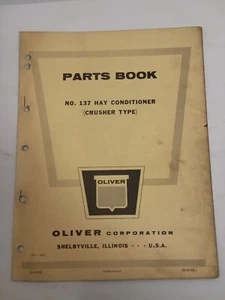 PARTS BOOK
NO. 137 HAY CONDITIONER
(CRUSHER TYPE)
OLIVER
OLIVER CORPORATION
SHELBYVILLE, ILLINOIS - - - U.S.A.